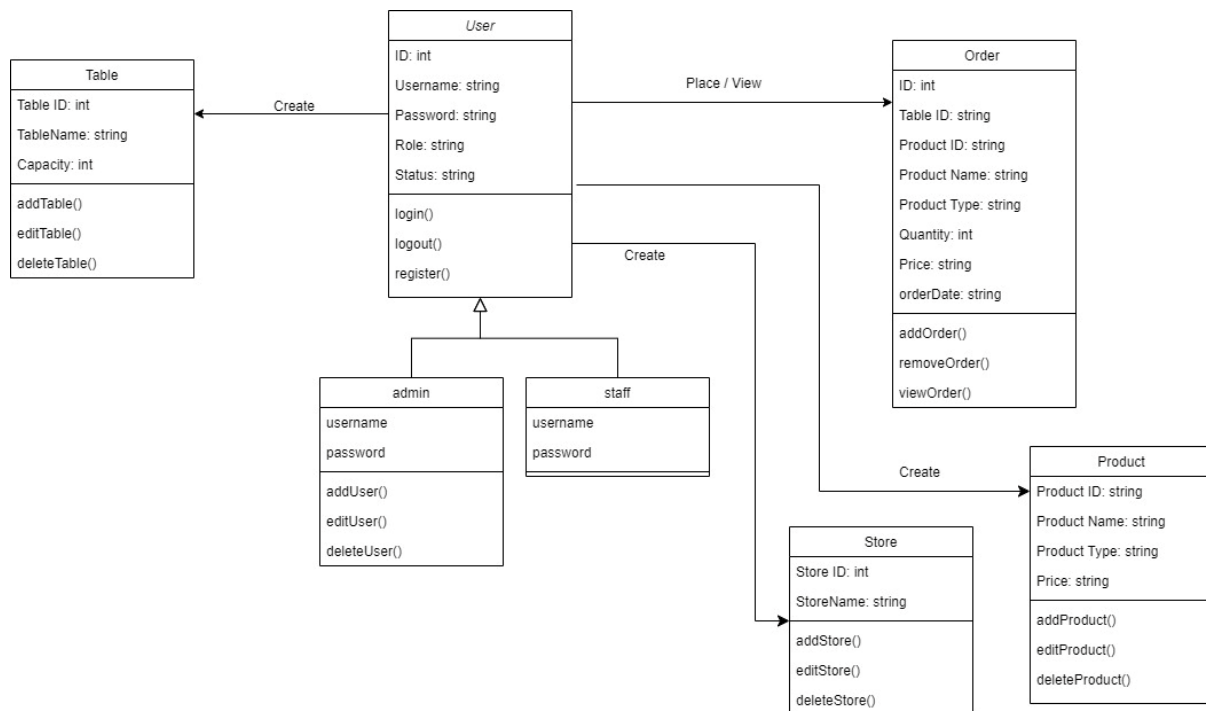 User
ID: int
Username: string
Password: string
Role: string
Status: string
login()
logout()
register()
Table
Table ID: int
TableName: string
Capacity: int
addTable()
editTable()
deleteTable()
Create
Place / View
Order
ID: int
Table ID: string
Product ID: string
Product Name: string
Product Type: string
Quantity: int
Price: string
orderDate: string
addOrder()
removeOrder()
viewOrder()
Create
admin
username
password
addUser()
editUser()
deleteUser()
staff
username
password
Create
Product
Product ID: string
Product Name: string
Product Type: string
Price: string
addProduct()
editProduct()
deleteProduct()
Store
Store ID: int
StoreName: string
addStore()
editStore()
deleteStore()